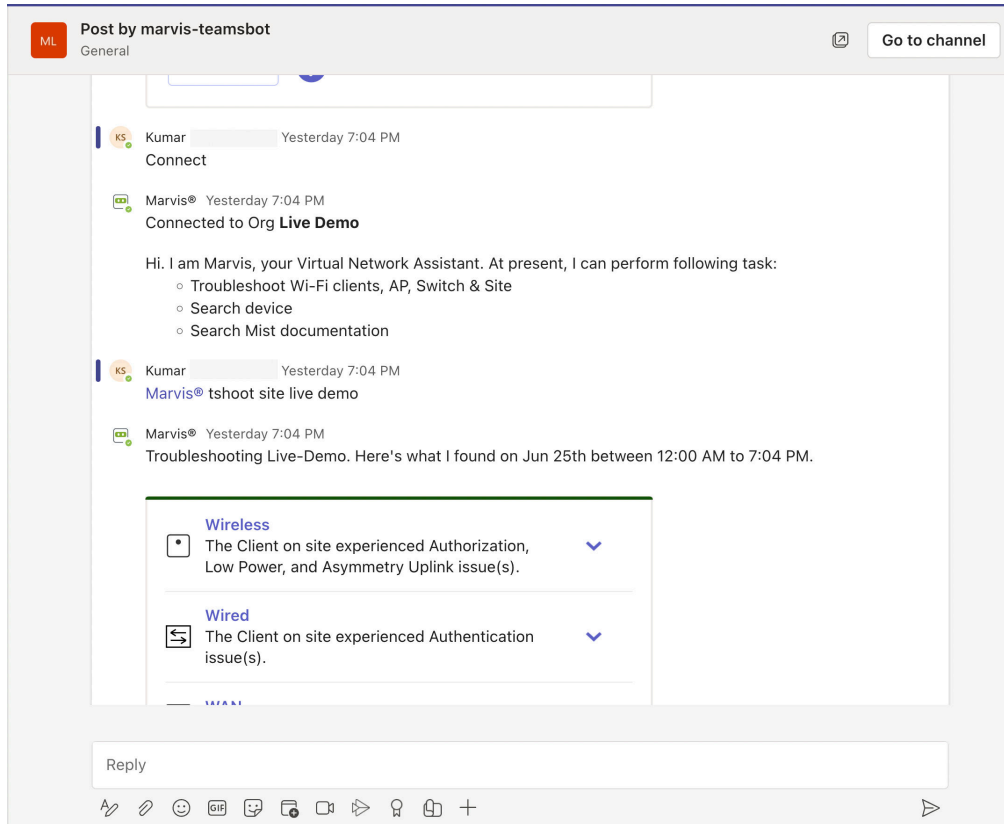 ML
Post by marvis-teamsbot
General
Go to channel
KS Kumar Yesterday 7:04 PM
Connect
Marvis® Yesterday 7:04 PM
Connected to Org Live Demo
Hi. I am Marvis, your Virtual Network Assistant. At present, I can perform following task:
Troubleshoot Wi-Fi clients, AP, Switch & Site
Search device
Search Mist documentation
KS Kumar Yesterday 7:04 PM
Marvis® tshoot site live demo
Marvis® Yesterday 7:04 PM
Troubleshooting Live-Demo. Here's what I found on Jun 25th between 12:00 AM to 7:04 PM.
Wireless
The Client on site experienced Authorization,
Low Power, and Asymmetry Uplink issue(s).
Wired
The Client on site experienced Authentication
issue(s).
WAN
Reply
GIF